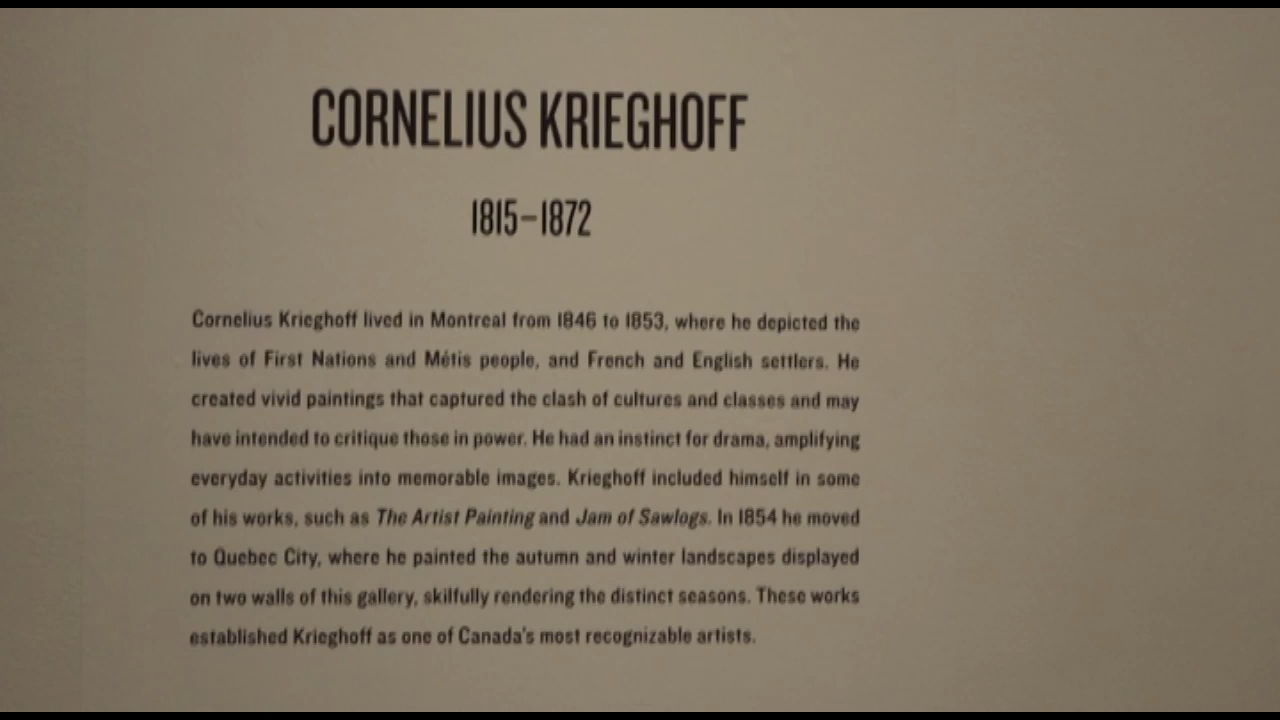 CORNELIUS KRIEGHOFF
1815–1872
Cornelius Krieghoff lived in Montreal from 1846 to 1853, where he depicted the
lives of First Nations and Métis people, and French and English settlers. He
created vivid paintings that captured the clash of cultures and classes and may
have intended to critique those in power. He had an instinct for drama, amplifying
everyday activities into memorable images. Krieghoff included himself in some
of his works, such as The Artist Painting and Jam of Sawlogs. In 1854 he moved
to Quebec City, where he painted the autumn and winter landscapes displayed
on two walls of this gallery, skilfully rendering the distinct seasons. These works
established Krieghoff as one of Canada's most recognizable artists.